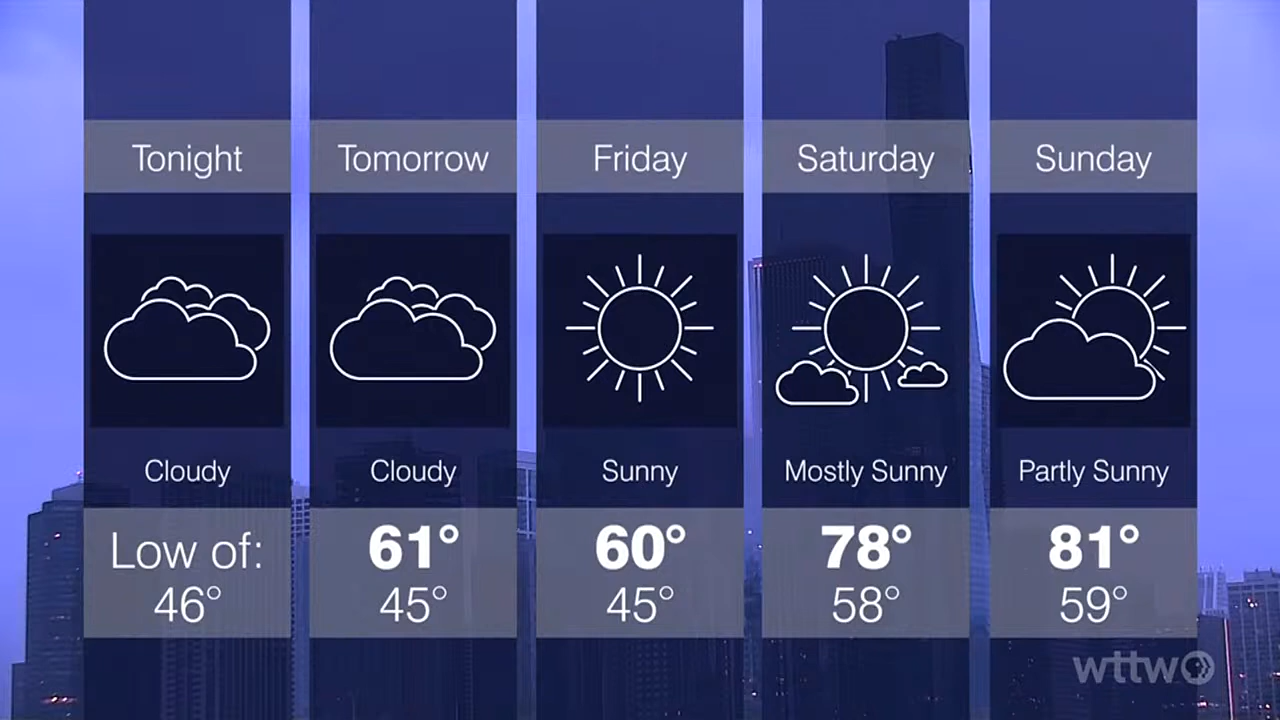 Tonight
Cloudy
Low of:
46°
Tomorrow
Cloudy
61°
45°
Friday
Sunny
60°
45°
Saturday
Mostly Sunny
78°
58°
Sunday
Partly Sunny
81°
59°
wttw